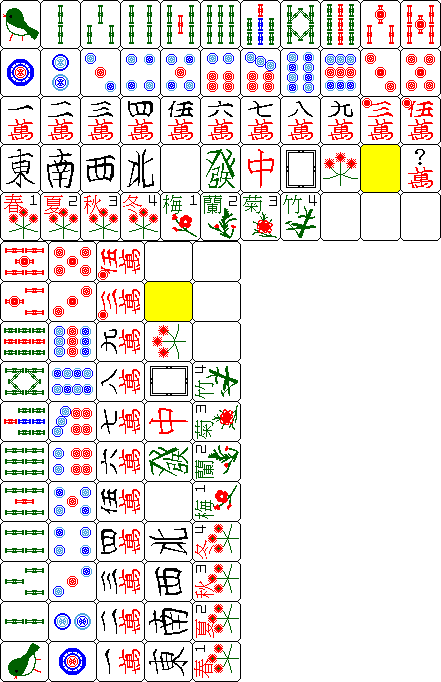 一萬 二萬 三萬 四萬 伍萬 六萬 七萬 八萬 九萬 三萬 伍萬
東 南 西 北 發 中 ?萬
春1 夏2 秋3 冬4 梅1 蘭2 菊3 竹4
伍萬
三萬
九萬
八萬 竹4
七萬 中 菊3
六萬 發 蘭2
伍萬 梅1
四萬 北 冬4
三萬 西 秋3
二萬 南 夏2
一萬 東 春1